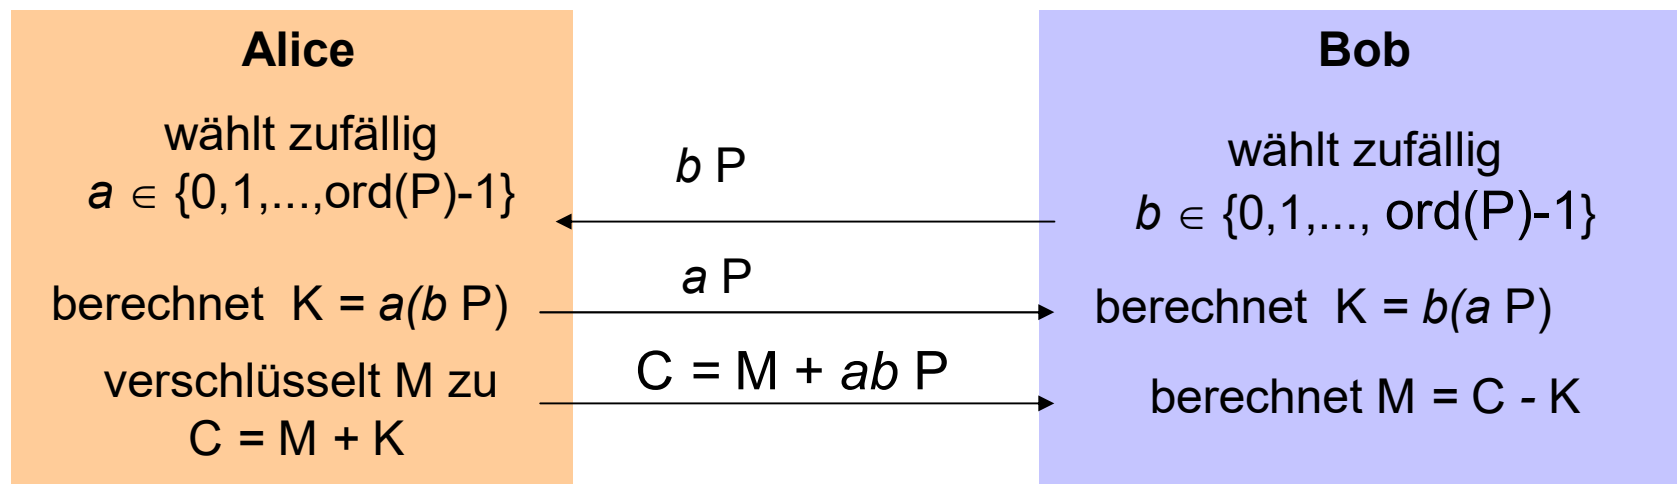 Alice
wählt zufällig
a ∈ {0,1,...,ord(P)-1}
berechnet K = a(b P)
verschlüsselt M zu
C = M + K
b P
a P
C = M + ab P
Bob
wählt zufällig
b ∈ {0,1,..., ord(P)-1}
berechnet K = b(a P)
berechnet M = C - K